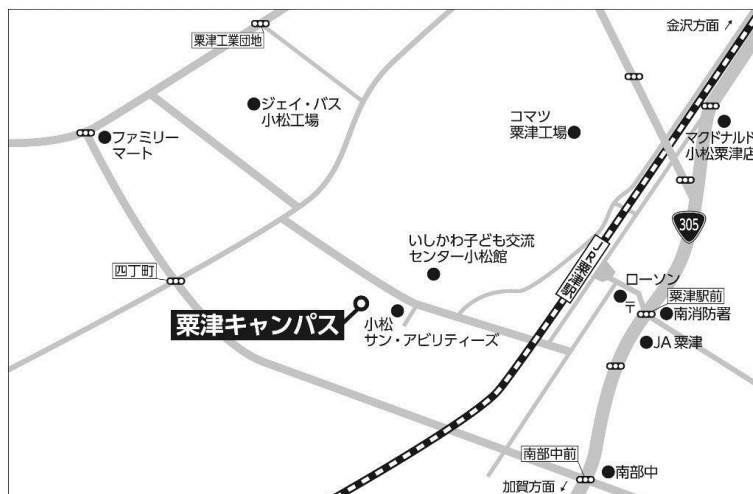 金沢方面↗
粟津工業団地
ジェイ・バス
小松工場
コマツ
粟津工場
マクドナルド
小松粟津店
ファミリー
マート
305
いしかわ子ども交流
センター小松館
JR粟津駅
四丁町
ローソン
〒
粟津駅前
南消防署
粟津キャンパス
小松
サン・アビリティーズ
JA粟津
南部中前
南部中
加賀方面↙